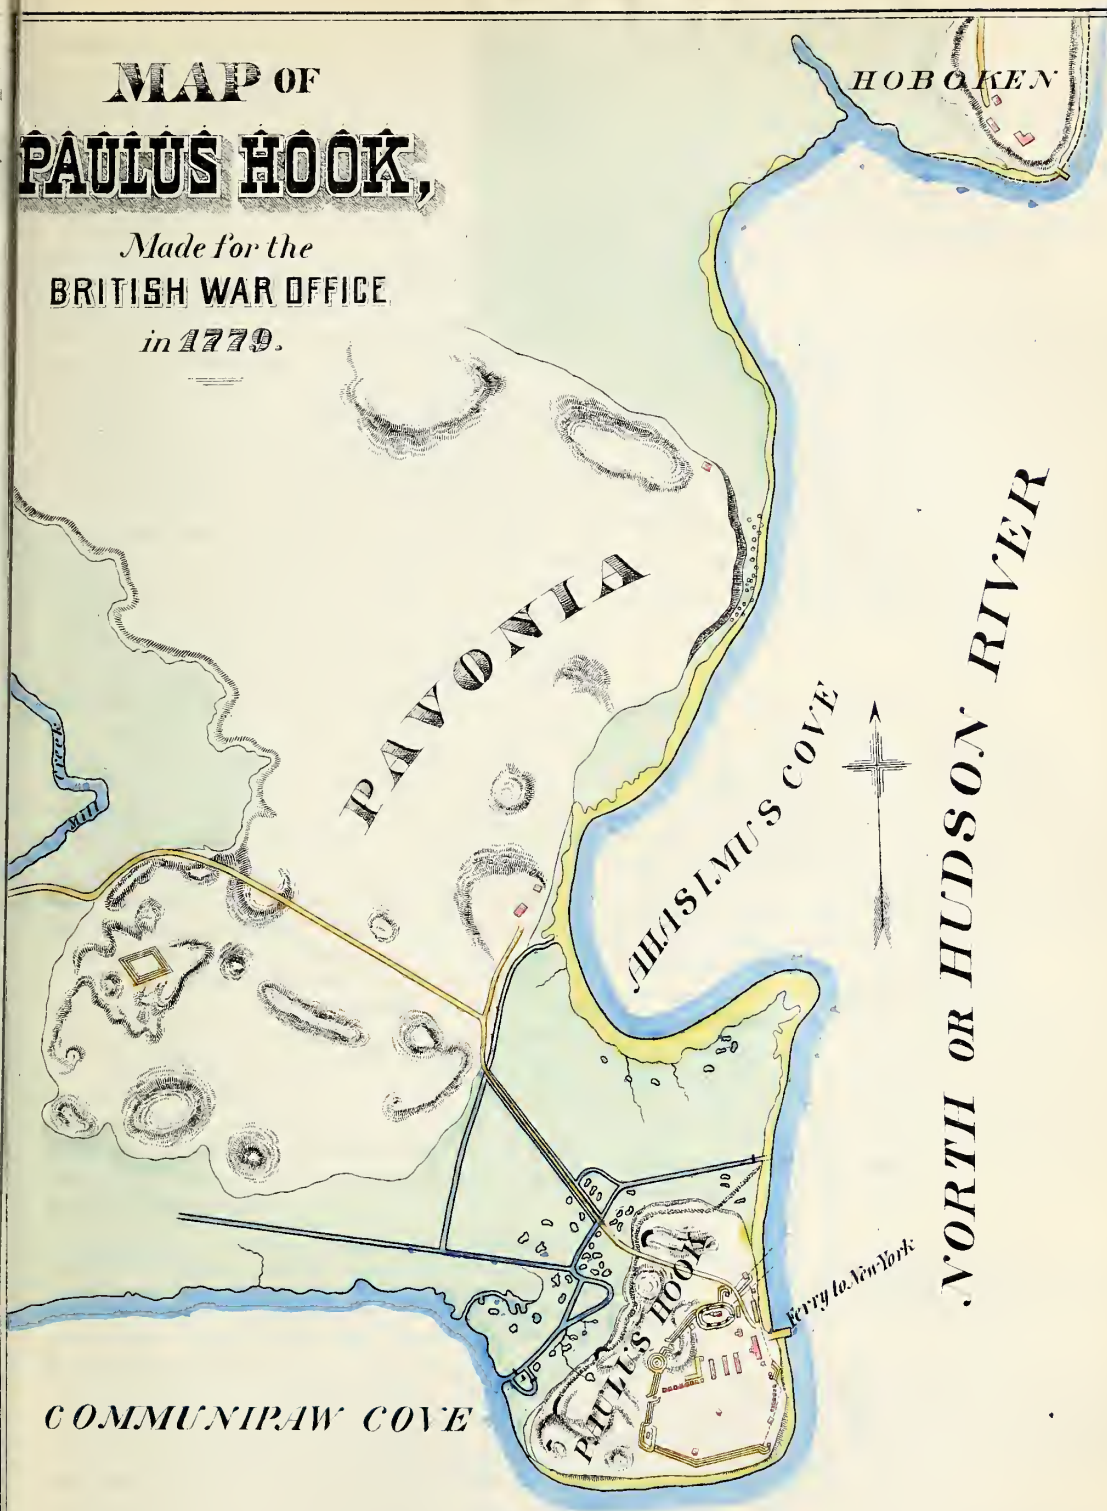 MAP OF
PAULUS HOOK,
Made for the
BRITISH WAR OFFICE
in 1779.
HOBOKEN
PAVONIA
NORTH OR HUDSON RIVER
AHASIMUS COVE
Mill Creek
PAULUS HOOK
Ferry to New York
COMMUNIPAW COVE